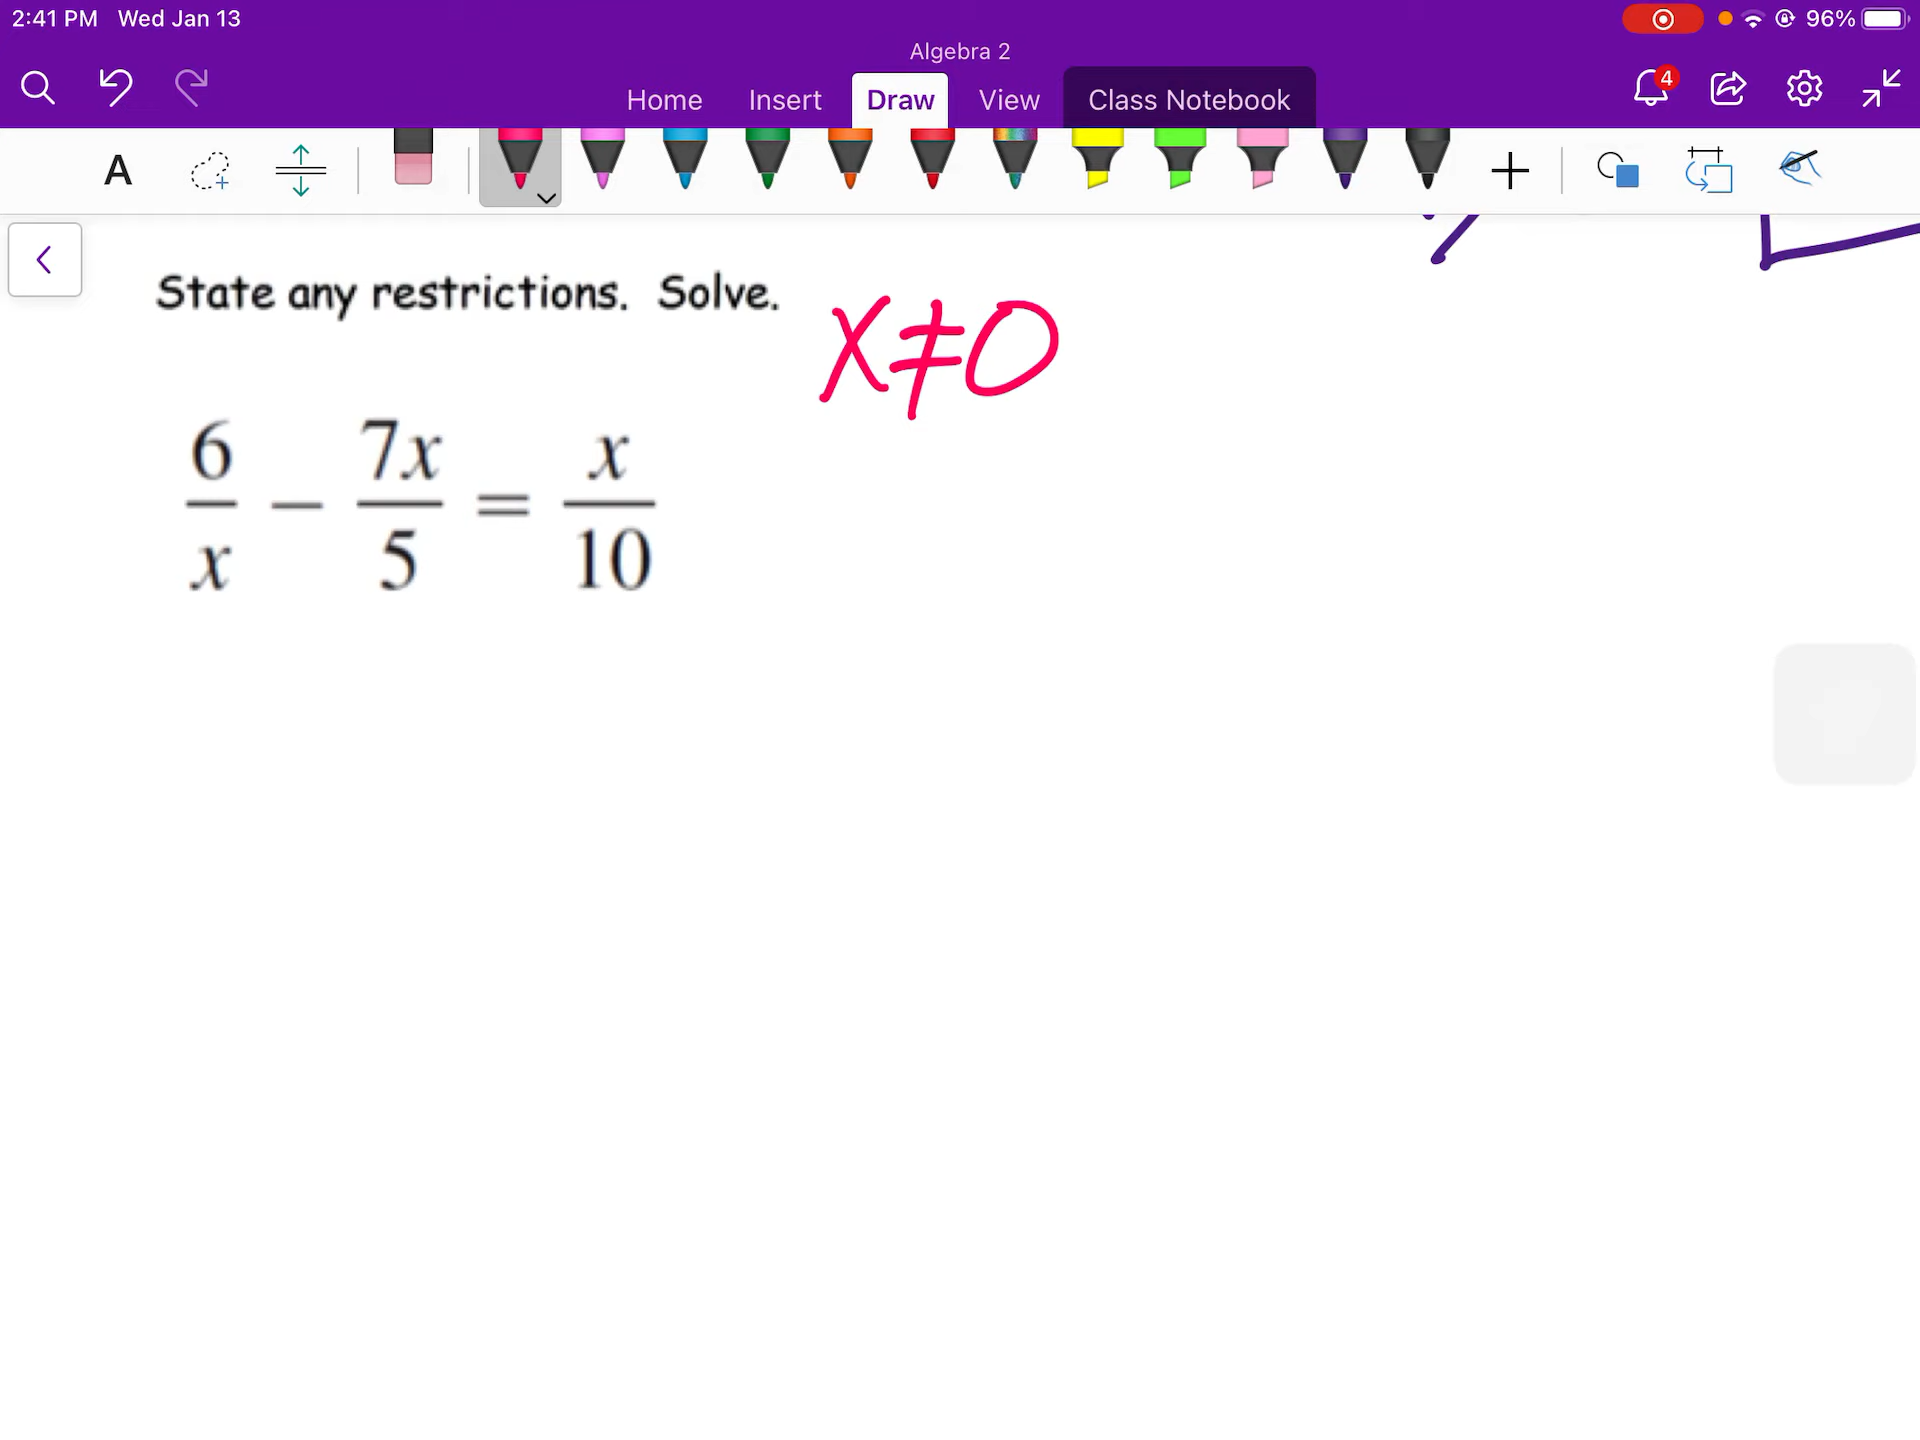 2:41 PM Wed Jan 13
96%
Algebra 2
Home Insert Draw View Class Notebook
4
A
State any restrictions. Solve.
x≠0
6/x − 7x/5 = x/10